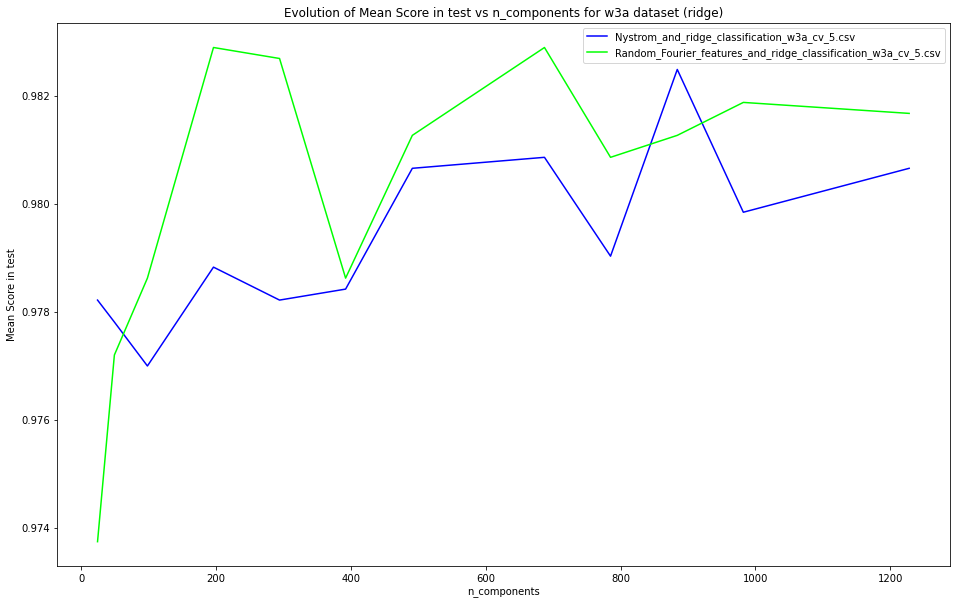 Evolution of Mean Score in test vs n_components for w3a dataset (ridge)
Nystrom_and_ridge_classification_w3a_cv_5.csv
Random_Fourier_features_and_ridge_classification_w3a_cv_5.csv
0.982
0.980
0.978
0.976
0.974
Mean Score in test
0 200 400 600 800 1000 1200
n_components